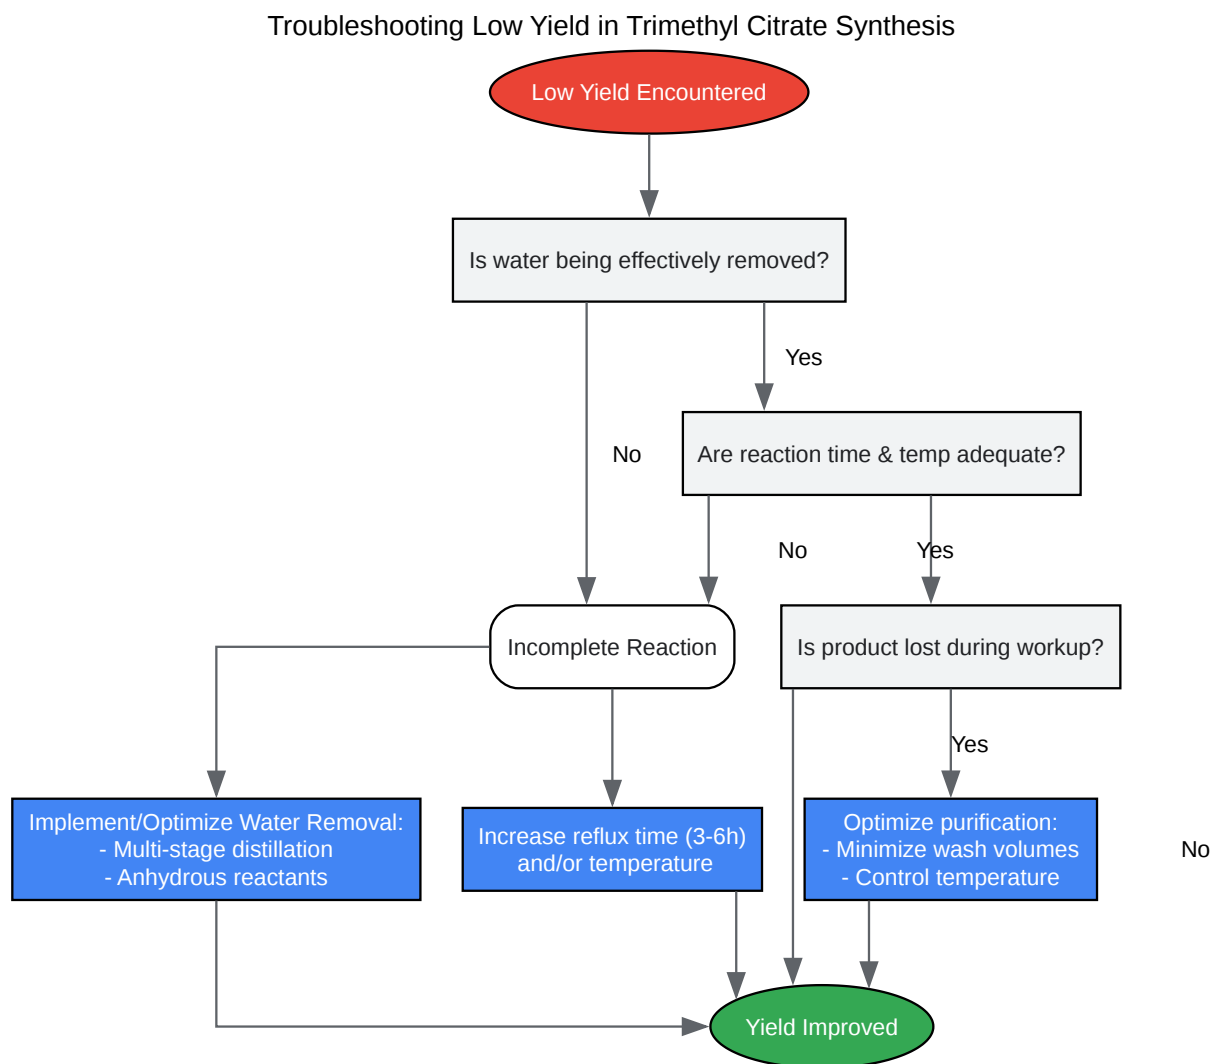 Troubleshooting Low Yield in Trimethyl Citrate Synthesis
Low Yield Encountered
Is water being effectively removed?
Yes
No
Are reaction time & temp adequate?
No
Yes
Incomplete Reaction
Is product lost during workup?
Yes
Implement/Optimize Water Removal:
- Multi-stage distillation
- Anhydrous reactants
Increase reflux time (3-6h)
and/or temperature
Optimize purification:
- Minimize wash volumes
- Control temperature
No
Yield Improved